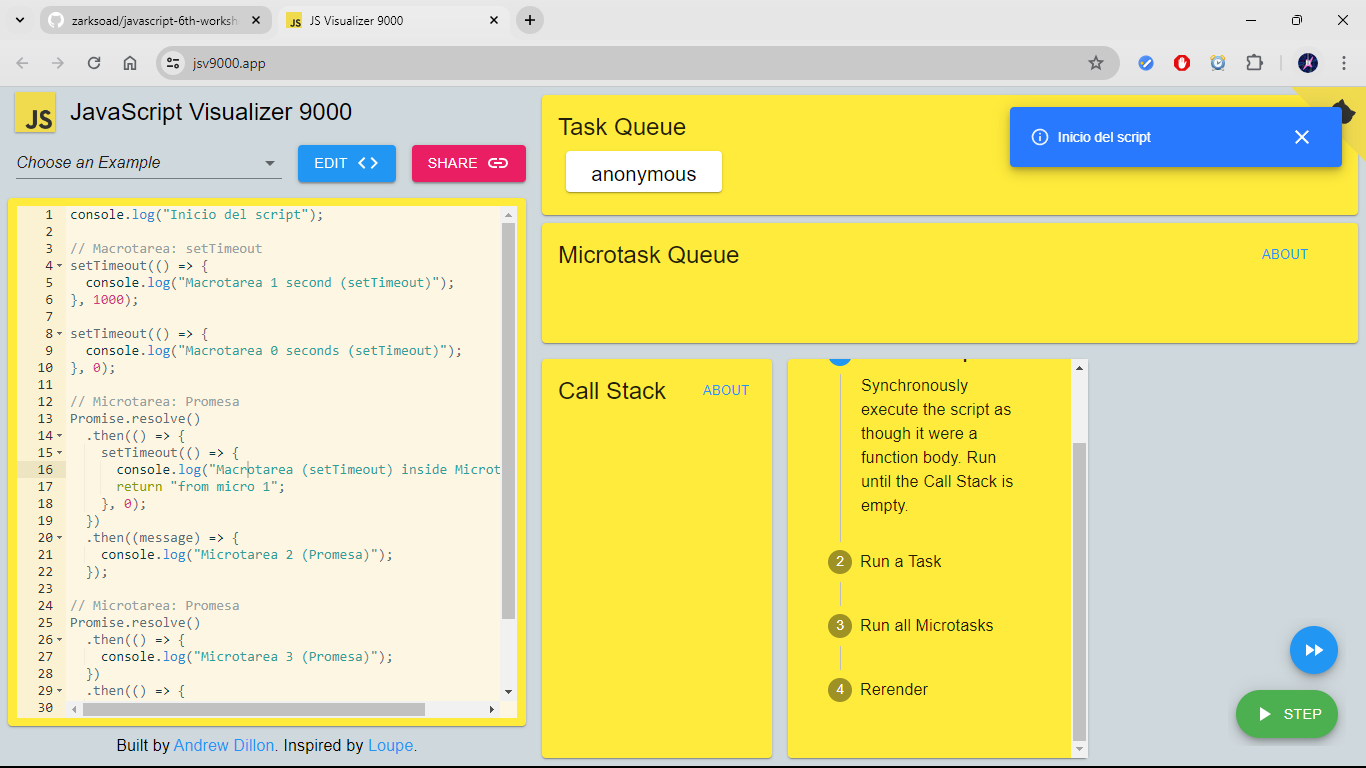 zarksoad/javascript-6th-worksh
JS Visualizer 9000
jsv9000.app
JS
JavaScript Visualizer 9000
Choose an Example
EDIT
SHARE
1 console.log("Inicio del script");
2
3 // Macrotarea: setTimeout
4 setTimeout(() => {
5 console.log("Macrotarea 1 second (setTimeout)");
6 }, 1000);
7
8 setTimeout(() => {
9 console.log("Macrotarea 0 seconds (setTimeout)");
10 }, 0);
11
12 // Microtarea: Promesa
13 Promise.resolve()
14 .then(() => {
15 setTimeout(() => {
16 console.log("Macrotarea (setTimeout) inside Microt
17 return "from micro 1";
18 }, 0);
19 })
20 .then((message) => {
21 console.log("Microtarea 2 (Promesa)");
22 });
23
24 // Microtarea: Promesa
25 Promise.resolve()
26 .then(() => {
27 console.log("Microtarea 3 (Promesa)");
28 })
29 .then(() => {
30
Built by Andrew Dillon. Inspired by Loupe.
Task Queue
anonymous
Inicio del script
Microtask Queue
ABOUT
Call Stack
ABOUT
Synchronously
execute the script as
though it were a
function body. Run
until the Call Stack is
empty.
2 Run a Task
3 Run all Microtasks
4 Rerender
STEP